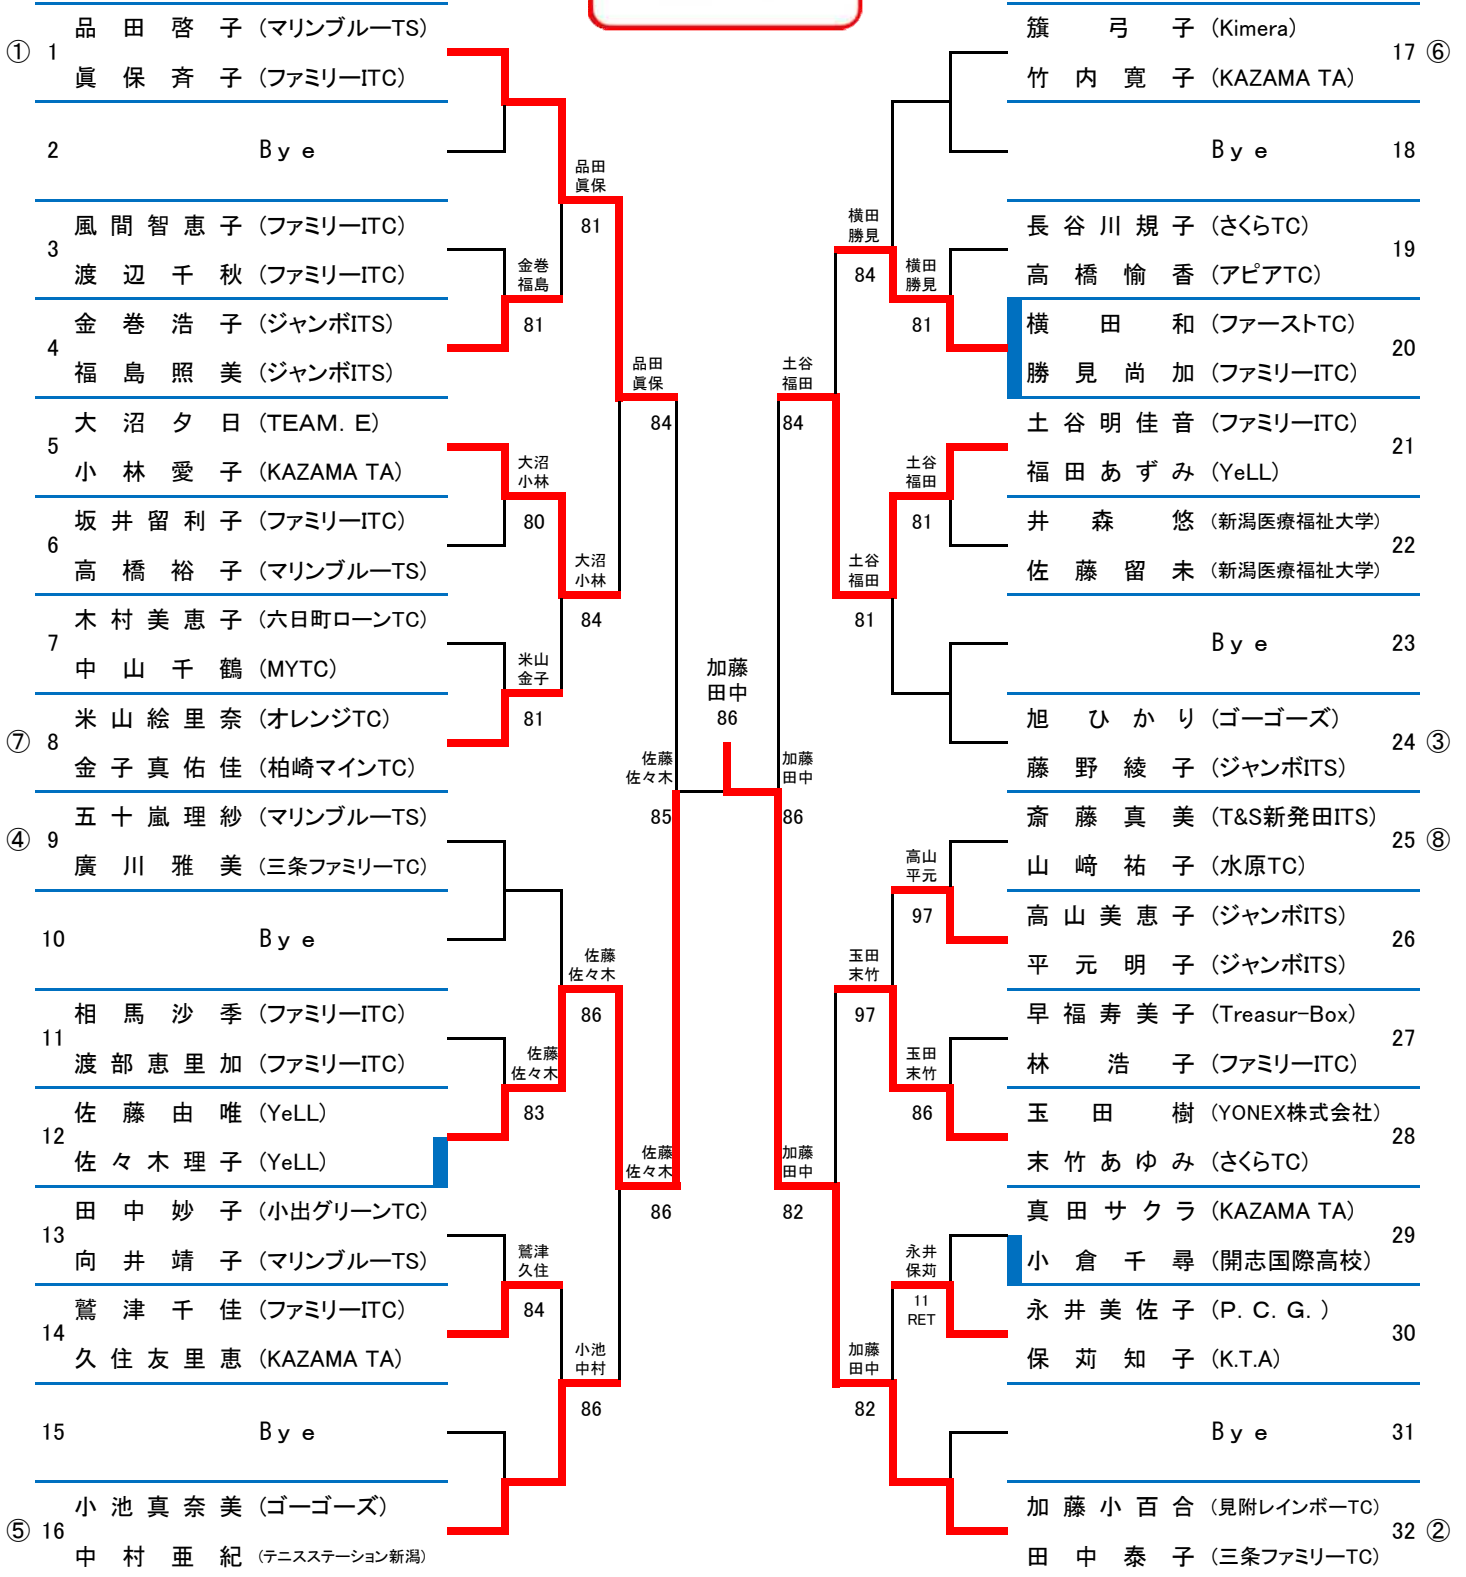 ① 1 品田啓子 (マリンブルーTS)
眞保斉子 (ファミリーITC)
2 Bye
3 風間智恵子 (ファミリーITC)
渡辺千秋 (ファミリーITC)
4 金巻浩子 (ジャンボITS)
福島照美 (ジャンボITS)
5 大沼夕日 (TEAM. E)
小林愛子 (KAZAMA TA)
6 坂井留利子 (ファミリーITC)
高橋裕子 (マリンブルーTS)
7 木村美恵子 (六日町ローンTC)
中山千鶴 (MYTC)
⑦ 8 米山絵里奈 (オレンジTC)
金子真佑佳 (柏崎マインTC)
④ 9 五十嵐理紗 (マリンブルーTS)
廣川雅美 (三条ファミリーTC)
10 Bye
11 相馬沙季 (ファミリーITC)
渡部恵里加 (ファミリーITC)
12 佐藤由唯 (YeLL)
佐々木理子 (YeLL)
13 田中妙子 (小出グリーンTC)
向井靖子 (マリンブルーTS)
14 鷲津千佳 (ファミリーITC)
久住友里恵 (KAZAMA TA)
15 Bye
⑤ 16 小池真奈美 (ゴーゴーズ)
中村亜紀 (テニスステーション新潟)
金巻
福島
81
大沼
小林
80
米山
金子
81
佐藤
佐々木
83
鷲津
久住
84
品田
眞保
81
大沼
小林
84
佐藤
佐々木
86
小池
中村
86
品田
眞保
84
佐藤
佐々木
86
佐藤
佐々木
85
加藤
田中
86
加藤
田中
86
土谷
福田
84
加藤
田中
82
横田
勝見
84
土谷
福田
81
玉田
末竹
97
加藤
田中
82
横田
勝見
81
土谷
福田
81
高山
平元
97
玉田
末竹
86
永井
保苅
11
RET
籏弓子 (Kimera) 17 ⑥
竹内寛子 (KAZAMA TA)
Bye 18
長谷川規子 (さくらTC) 19
高橋愉香 (アピアTC)
横田和 (ファーストTC) 20
勝見尚加 (ファミリーITC)
土谷明佳音 (ファミリーITC) 21
福田あずみ (YeLL)
井森悠 (新潟医療福祉大学) 22
佐藤留未 (新潟医療福祉大学)
Bye 23
旭ひかり (ゴーゴーズ) 24 ③
藤野綾子 (ジャンボITS)
斎藤真美 (T&S新発田ITS) 25 ⑧
山﨑祐子 (水原TC)
高山美恵子 (ジャンボITS) 26
平元明子 (ジャンボITS)
早福寿美子 (Treasur-Box) 27
林浩子 (ファミリーITC)
玉田樹 (YONEX株式会社) 28
末竹あゆみ (さくらTC)
真田サクラ (KAZAMA TA) 29
小倉千尋 (開志国際高校)
永井美佐子 (P. C. G. ) 30
保苅知子 (K.T.A)
Bye 31
加藤小百合 (見附レインボーTC) 32 ②
田中泰子 (三条ファミリーTC)